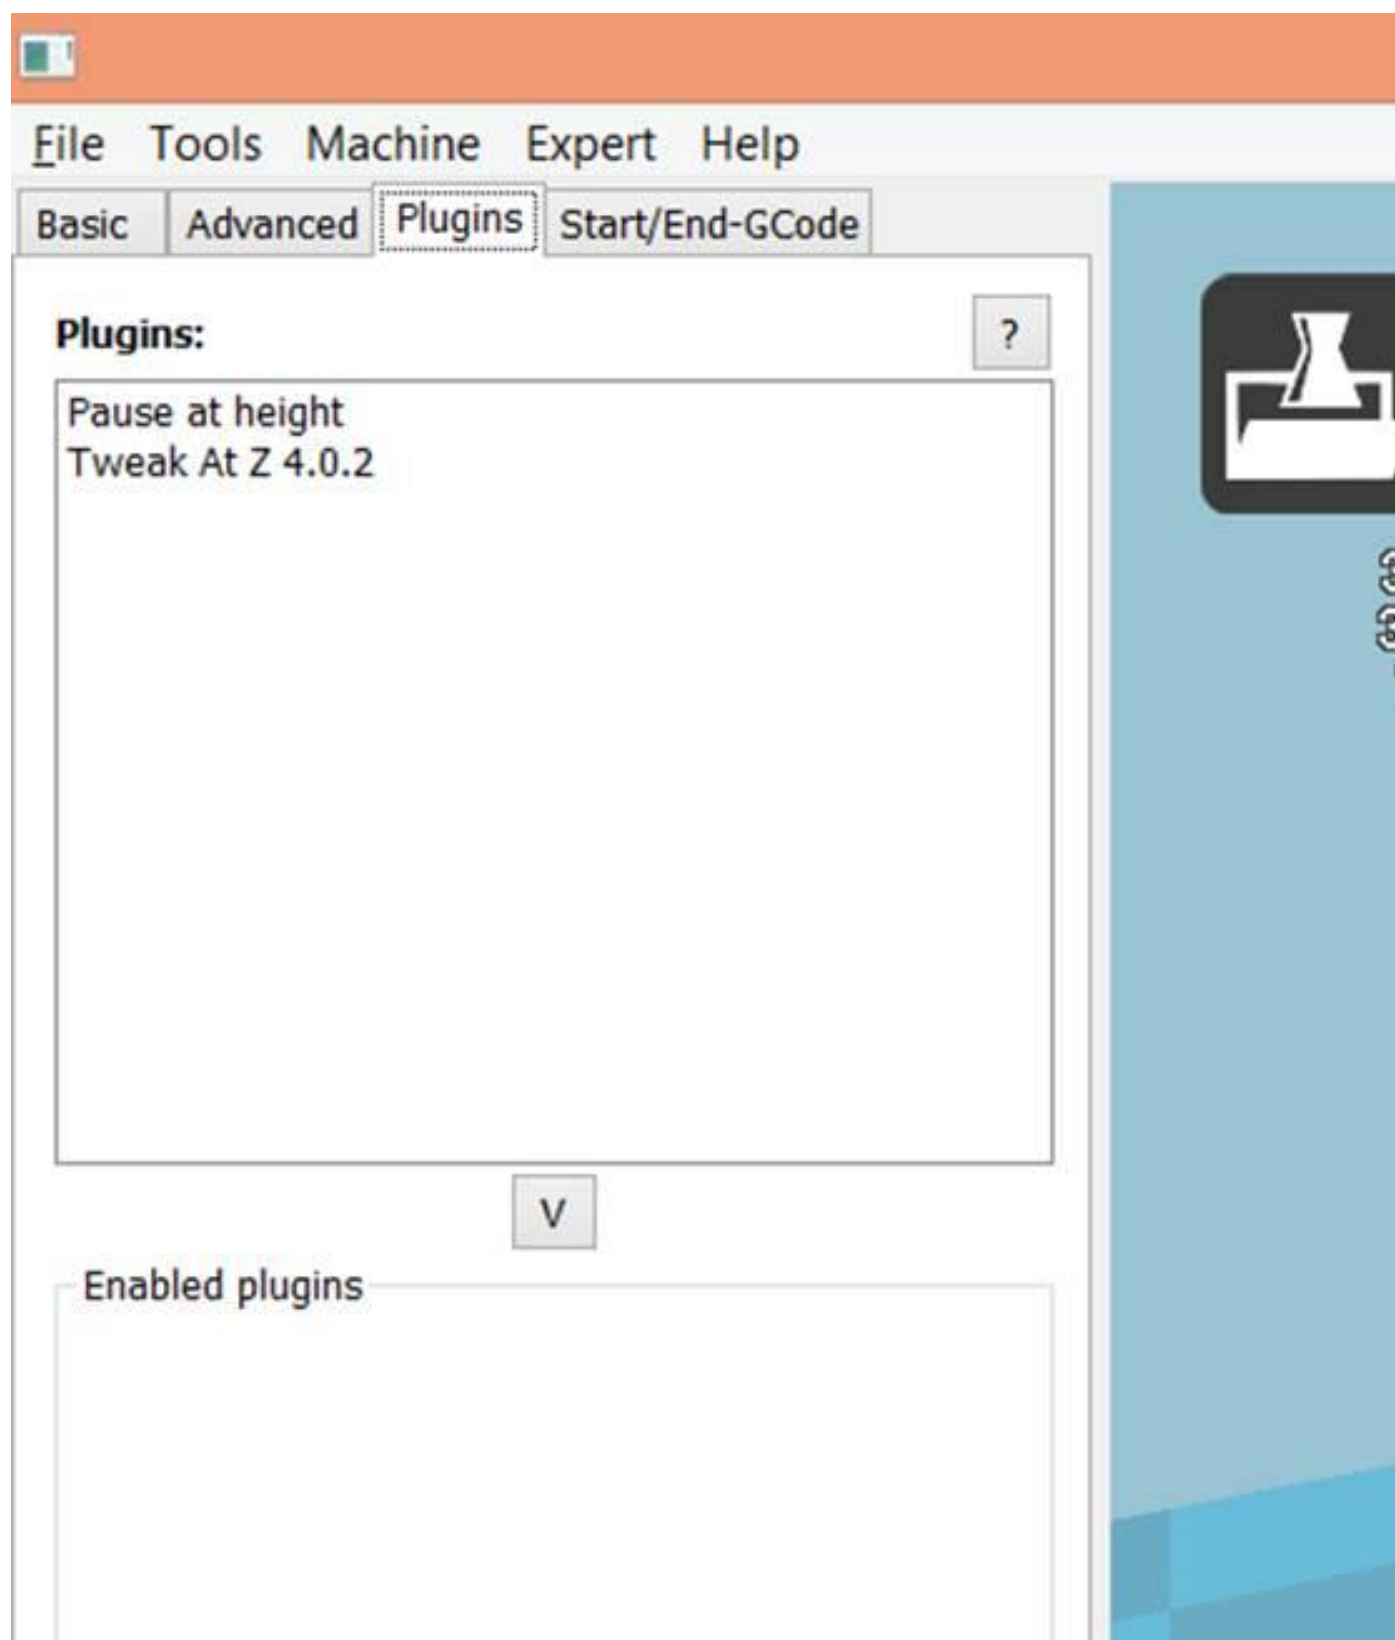 File Tools Machine Expert Help
Basic Advanced Plugins Start/End-GCode
Plugins:
?
Pause at height
Tweak At Z 4.0.2
V
Enabled plugins